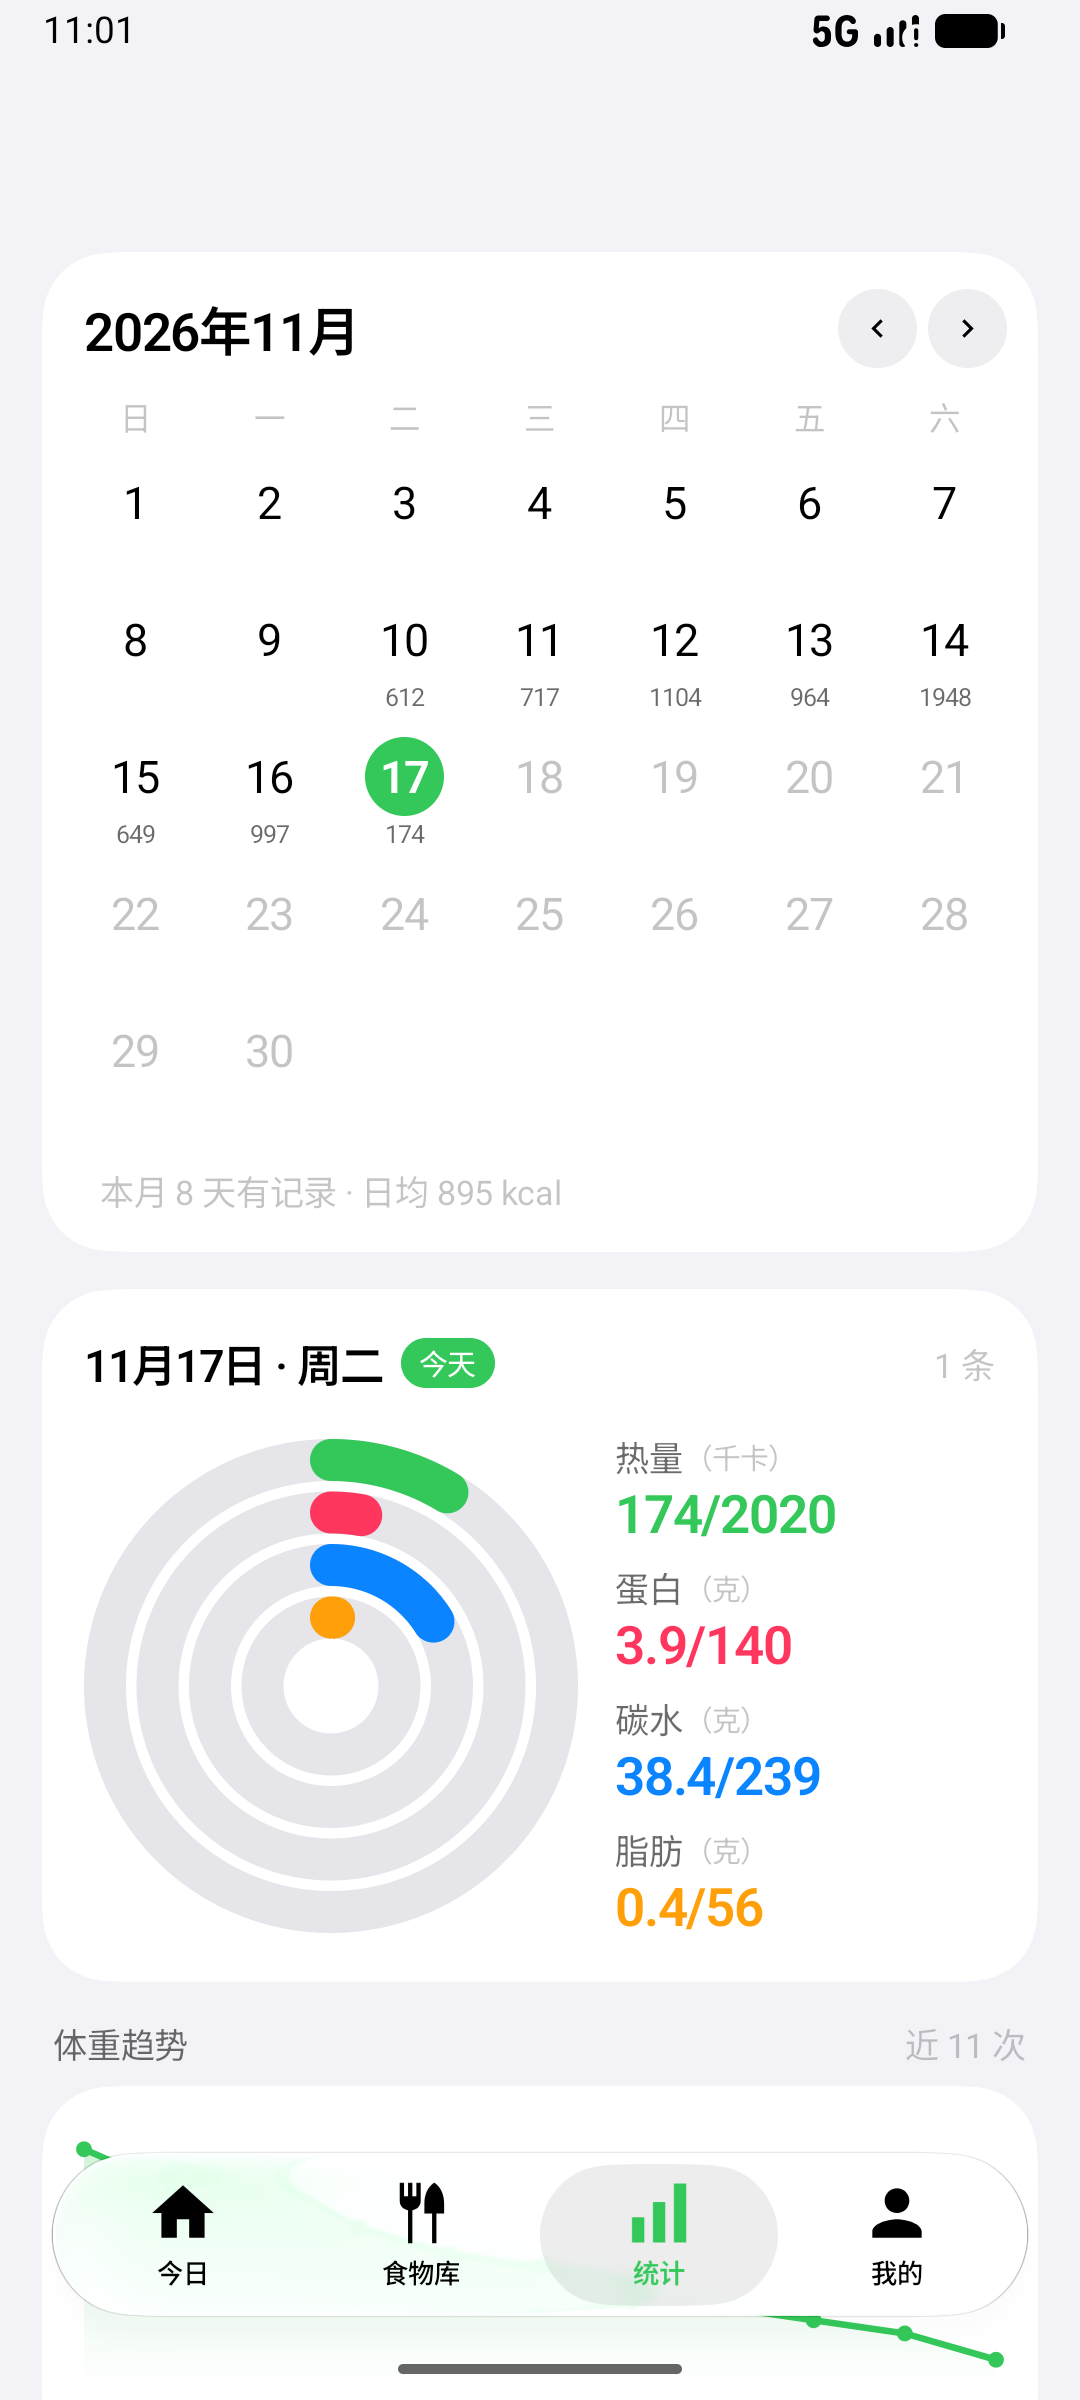 11:01
5G
2026年11月
日 一 二 三 四 五 六
1 2 3 4 5 6 7
8 9 10 11 12 13 14
612 717 1104 964 1948
15 16 17 18 19 20 21
649 997 174
22 23 24 25 26 27 28
29 30
本月 8 天有记录 · 日均 895 kcal
11月17日 · 周二 今天 1 条
热量（千卡）
174/2020
蛋白（克）
3.9/140
碳水（克）
38.4/239
脂肪（克）
0.4/56
体重趋势 近 11 次
今日 食物库 统计 我的